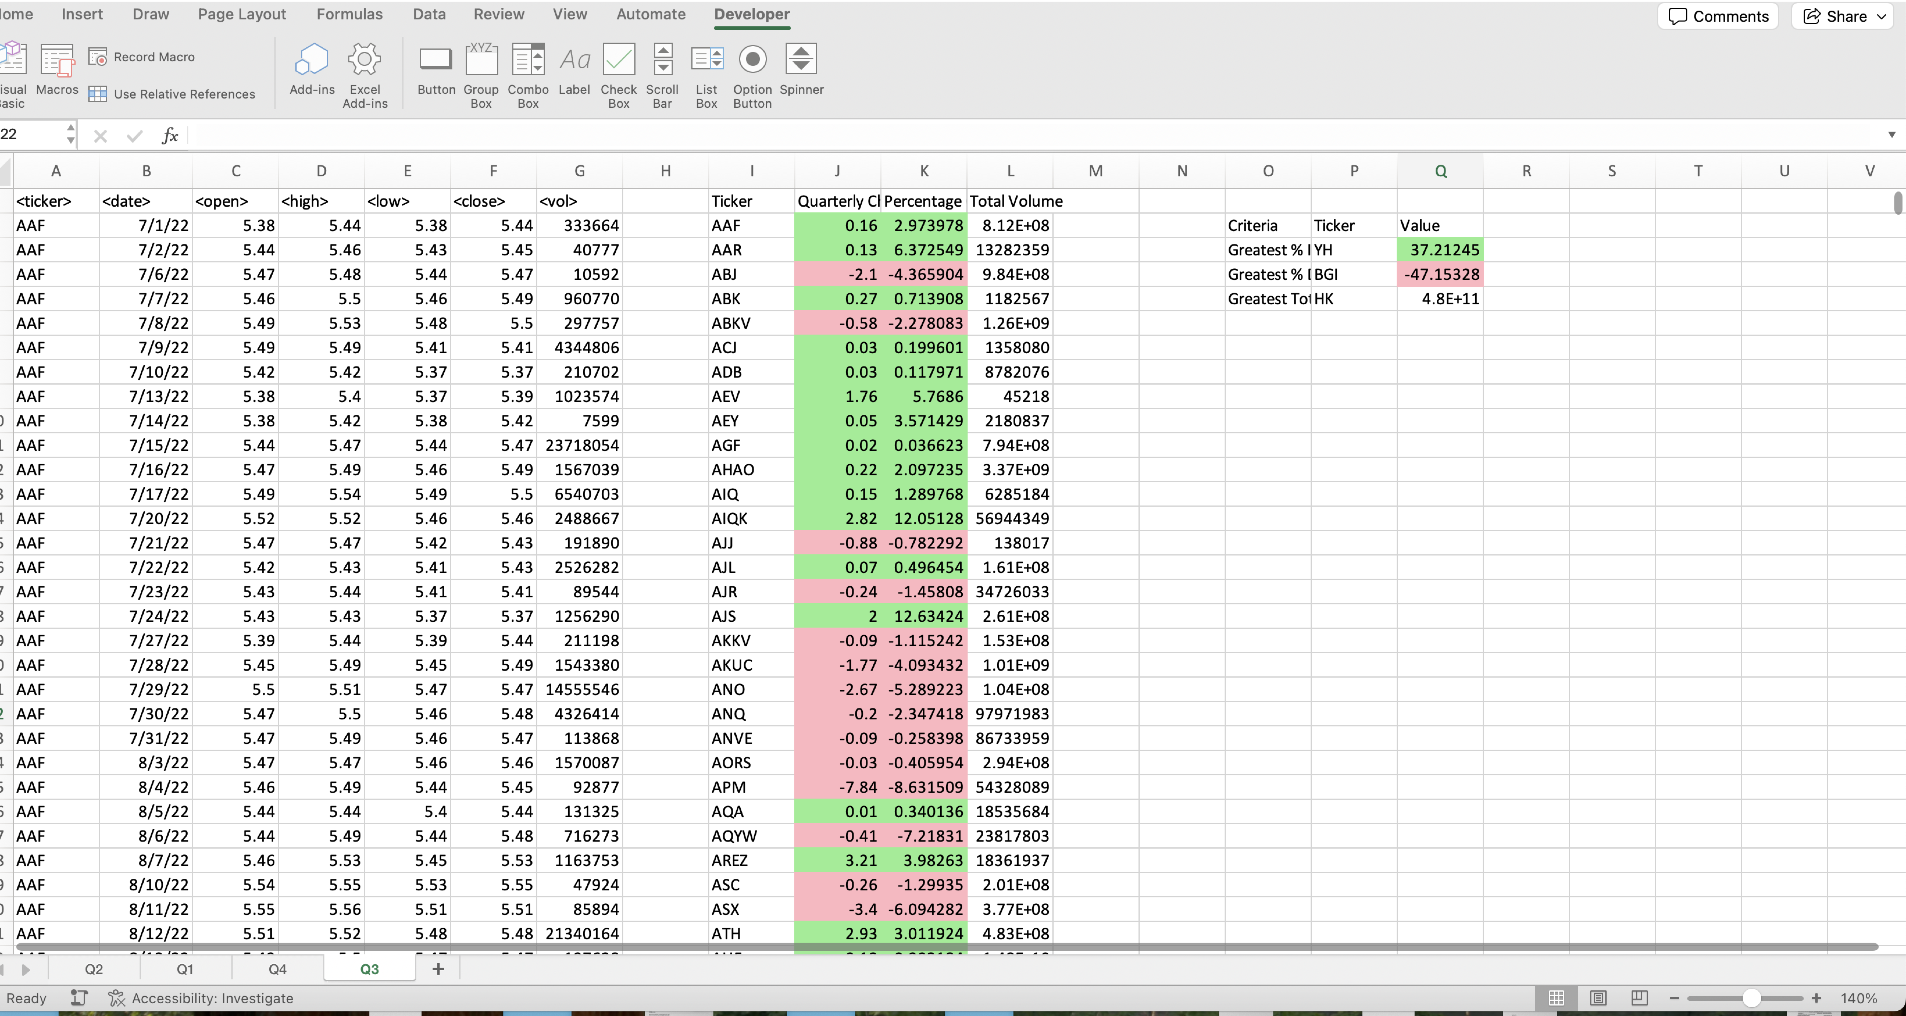 ome Insert Draw Page Layout Formulas Data Review View Automate Developer Comments Share
isual Basic Macros Record Macro Use Relative References Add-ins Excel Add-ins Button Group Box Combo Box Label Check Box Scroll Bar List Box Option Button Spinner
XYZ Aa
22 fx
A B C D E F G H I J K L M N O P Q R S T U V
<ticker> <date> <open> <high> <low> <close> <vol> Ticker Quarterly Cl Percentage Total Volume
AAF 7/1/22 5.38 5.44 5.38 5.44 333664 AAF 0.16 2.973978 8.12E+08 Criteria Ticker Value
AAF 7/2/22 5.44 5.46 5.43 5.45 40777 AAR 0.13 6.372549 13282359 Greatest % I YH 37.21245
AAF 7/6/22 5.47 5.48 5.44 5.47 10592 ABJ -2.1 -4.365904 9.84E+08 Greatest % BGI -47.15328
AAF 7/7/22 5.46 5.5 5.46 5.49 960770 ABK 0.27 0.713908 1182567 Greatest Tot HK 4.8E+11
AAF 7/8/22 5.49 5.53 5.48 5.5 297757 ABKV -0.58 -2.278083 1.26E+09
AAF 7/9/22 5.49 5.49 5.41 5.41 4344806 ACJ 0.03 0.199601 1358080
AAF 7/10/22 5.42 5.42 5.37 5.37 210702 ADB 0.03 0.117971 8782076
AAF 7/13/22 5.38 5.4 5.37 5.39 1023574 AEV 1.76 5.7686 45218
AAF 7/14/22 5.38 5.42 5.38 5.42 7599 AEY 0.05 3.571429 2180837
AAF 7/15/22 5.44 5.47 5.44 5.47 23718054 AGF 0.02 0.036623 7.94E+08
AAF 7/16/22 5.47 5.49 5.46 5.49 1567039 AHAO 0.22 2.097235 3.37E+09
AAF 7/17/22 5.49 5.54 5.49 5.5 6540703 AIQ 0.15 1.289768 6285184
AAF 7/20/22 5.52 5.52 5.46 5.46 2488667 AIQK 2.82 12.05128 56944349
AAF 7/21/22 5.47 5.47 5.42 5.43 191890 AJJ -0.88 -0.782292 138017
AAF 7/22/22 5.42 5.43 5.41 5.43 2526282 AJL 0.07 0.496454 1.61E+08
AAF 7/23/22 5.43 5.44 5.41 5.41 89544 AJR -0.24 -1.45808 34726033
AAF 7/24/22 5.43 5.43 5.37 5.37 1256290 AJS 2 12.63424 2.61E+08
AAF 7/27/22 5.39 5.44 5.39 5.44 211198 AKKV -0.09 -1.115242 1.53E+08
AAF 7/28/22 5.45 5.49 5.45 5.49 1543380 AKUC -1.77 -4.093432 1.01E+09
AAF 7/29/22 5.5 5.51 5.47 5.47 14555546 ANO -2.67 -5.289223 1.04E+08
AAF 7/30/22 5.47 5.5 5.46 5.48 4326414 ANQ -0.2 -2.347418 97971983
AAF 7/31/22 5.47 5.49 5.46 5.47 113868 ANVE -0.09 -0.258398 86733959
AAF 8/3/22 5.47 5.47 5.46 5.46 1570087 AORS -0.03 -0.405954 2.94E+08
AAF 8/4/22 5.46 5.49 5.44 5.45 92877 APM -7.84 -8.631509 54328089
AAF 8/5/22 5.44 5.44 5.4 5.44 131325 AQA 0.01 0.340136 18535684
AAF 8/6/22 5.44 5.49 5.44 5.48 716273 AQYW -0.41 -7.21831 23817803
AAF 8/7/22 5.46 5.53 5.45 5.53 1163753 AREZ 3.21 3.98263 18361937
AAF 8/10/22 5.54 5.55 5.53 5.55 47924 ASC -0.26 -1.29935 2.01E+08
AAF 8/11/22 5.55 5.56 5.51 5.51 85894 ASX -3.4 -6.094282 3.77E+08
AAF 8/12/22 5.51 5.52 5.48 5.48 21340164 ATH 2.93 3.011924 4.83E+08
Q2 Q1 Q4 Q3 +
Ready Accessibility: Investigate 140%